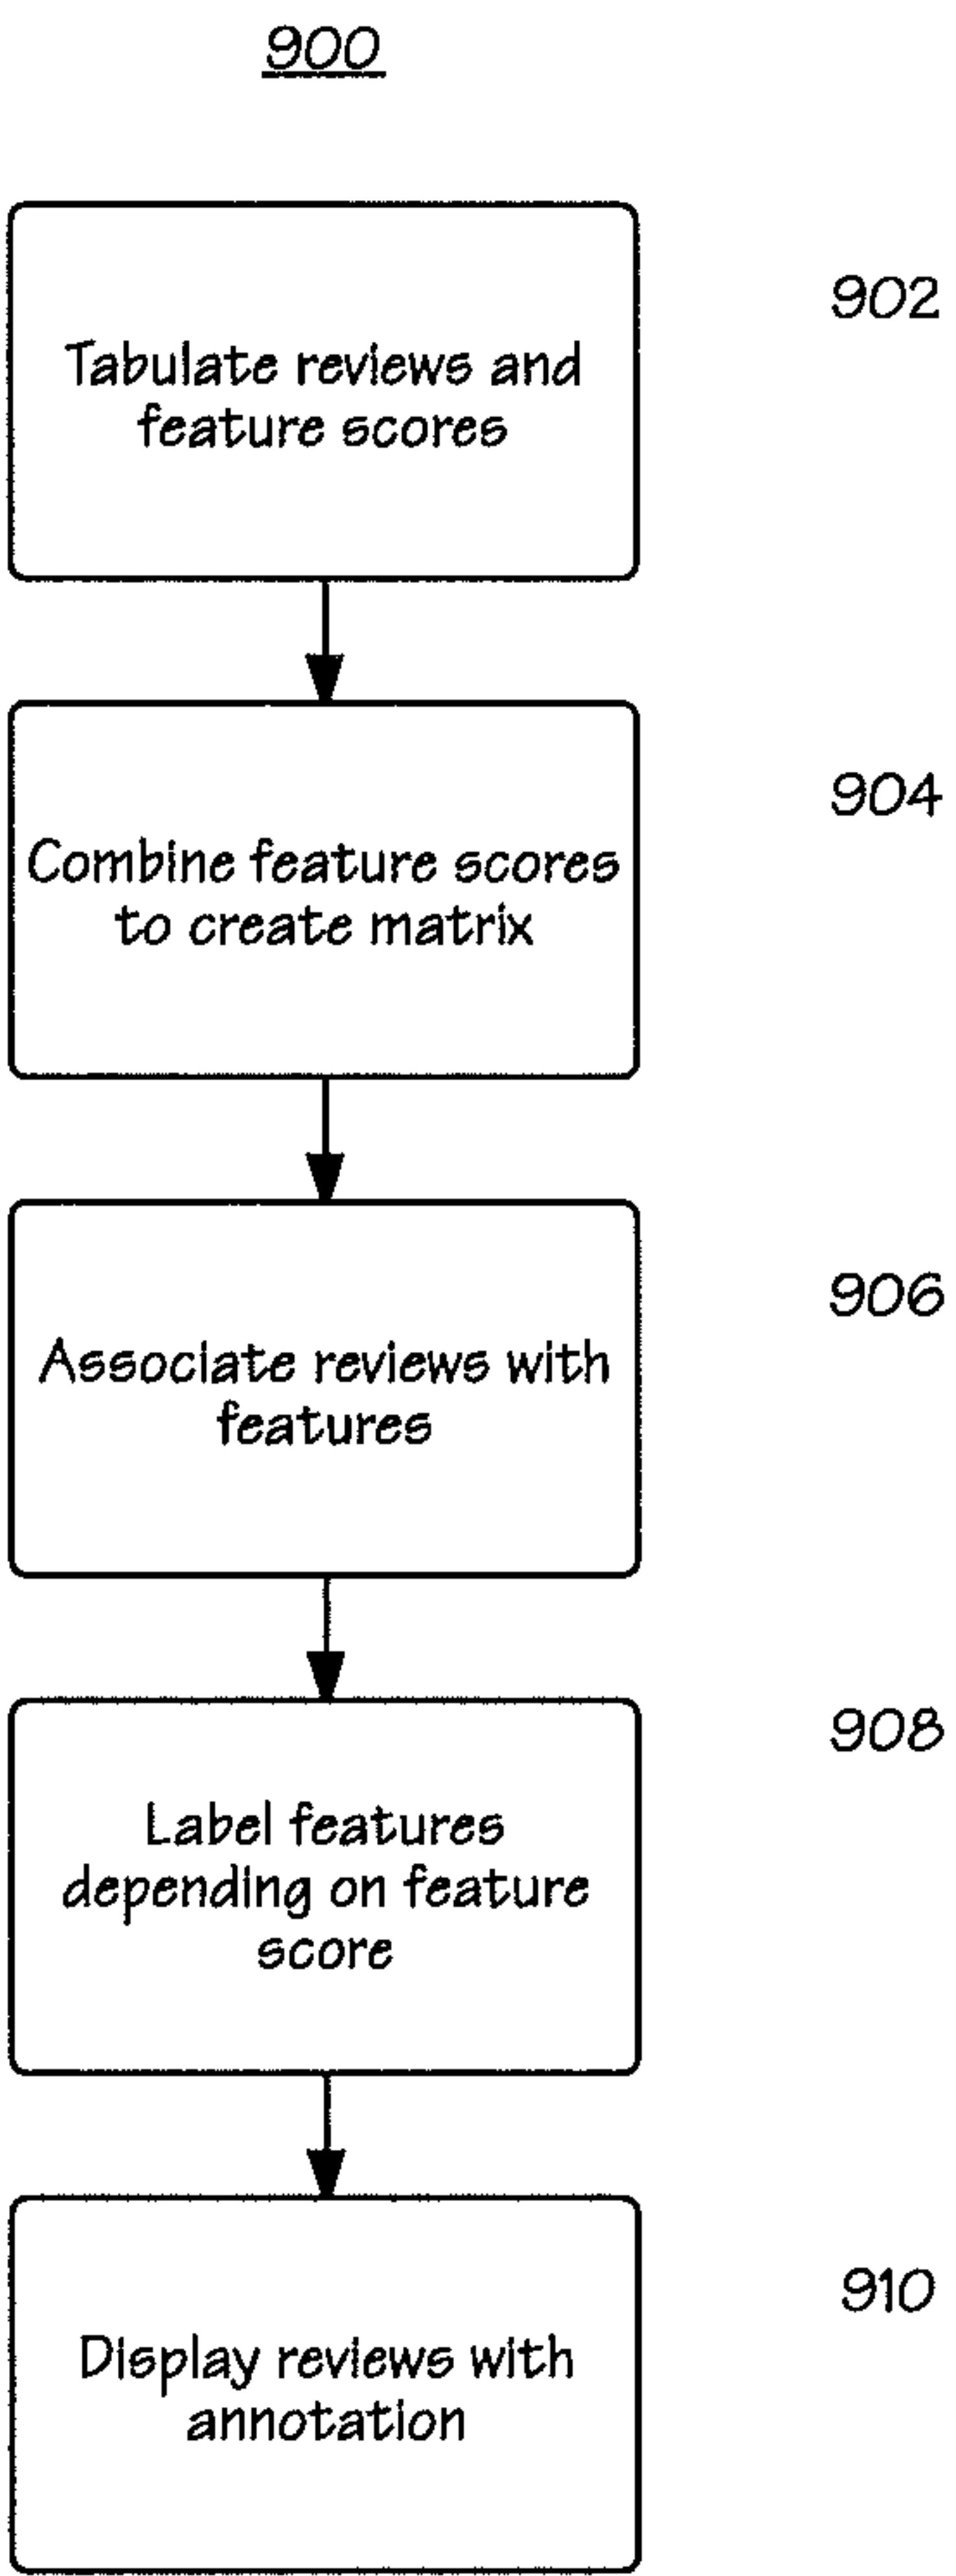 900
902
Tabulate reviews and
feature scores
904
Combine feature scores
to create matrix
906
Associate reviews with
features
908
Label features
depending on feature
score
910
Display reviews with
annotation